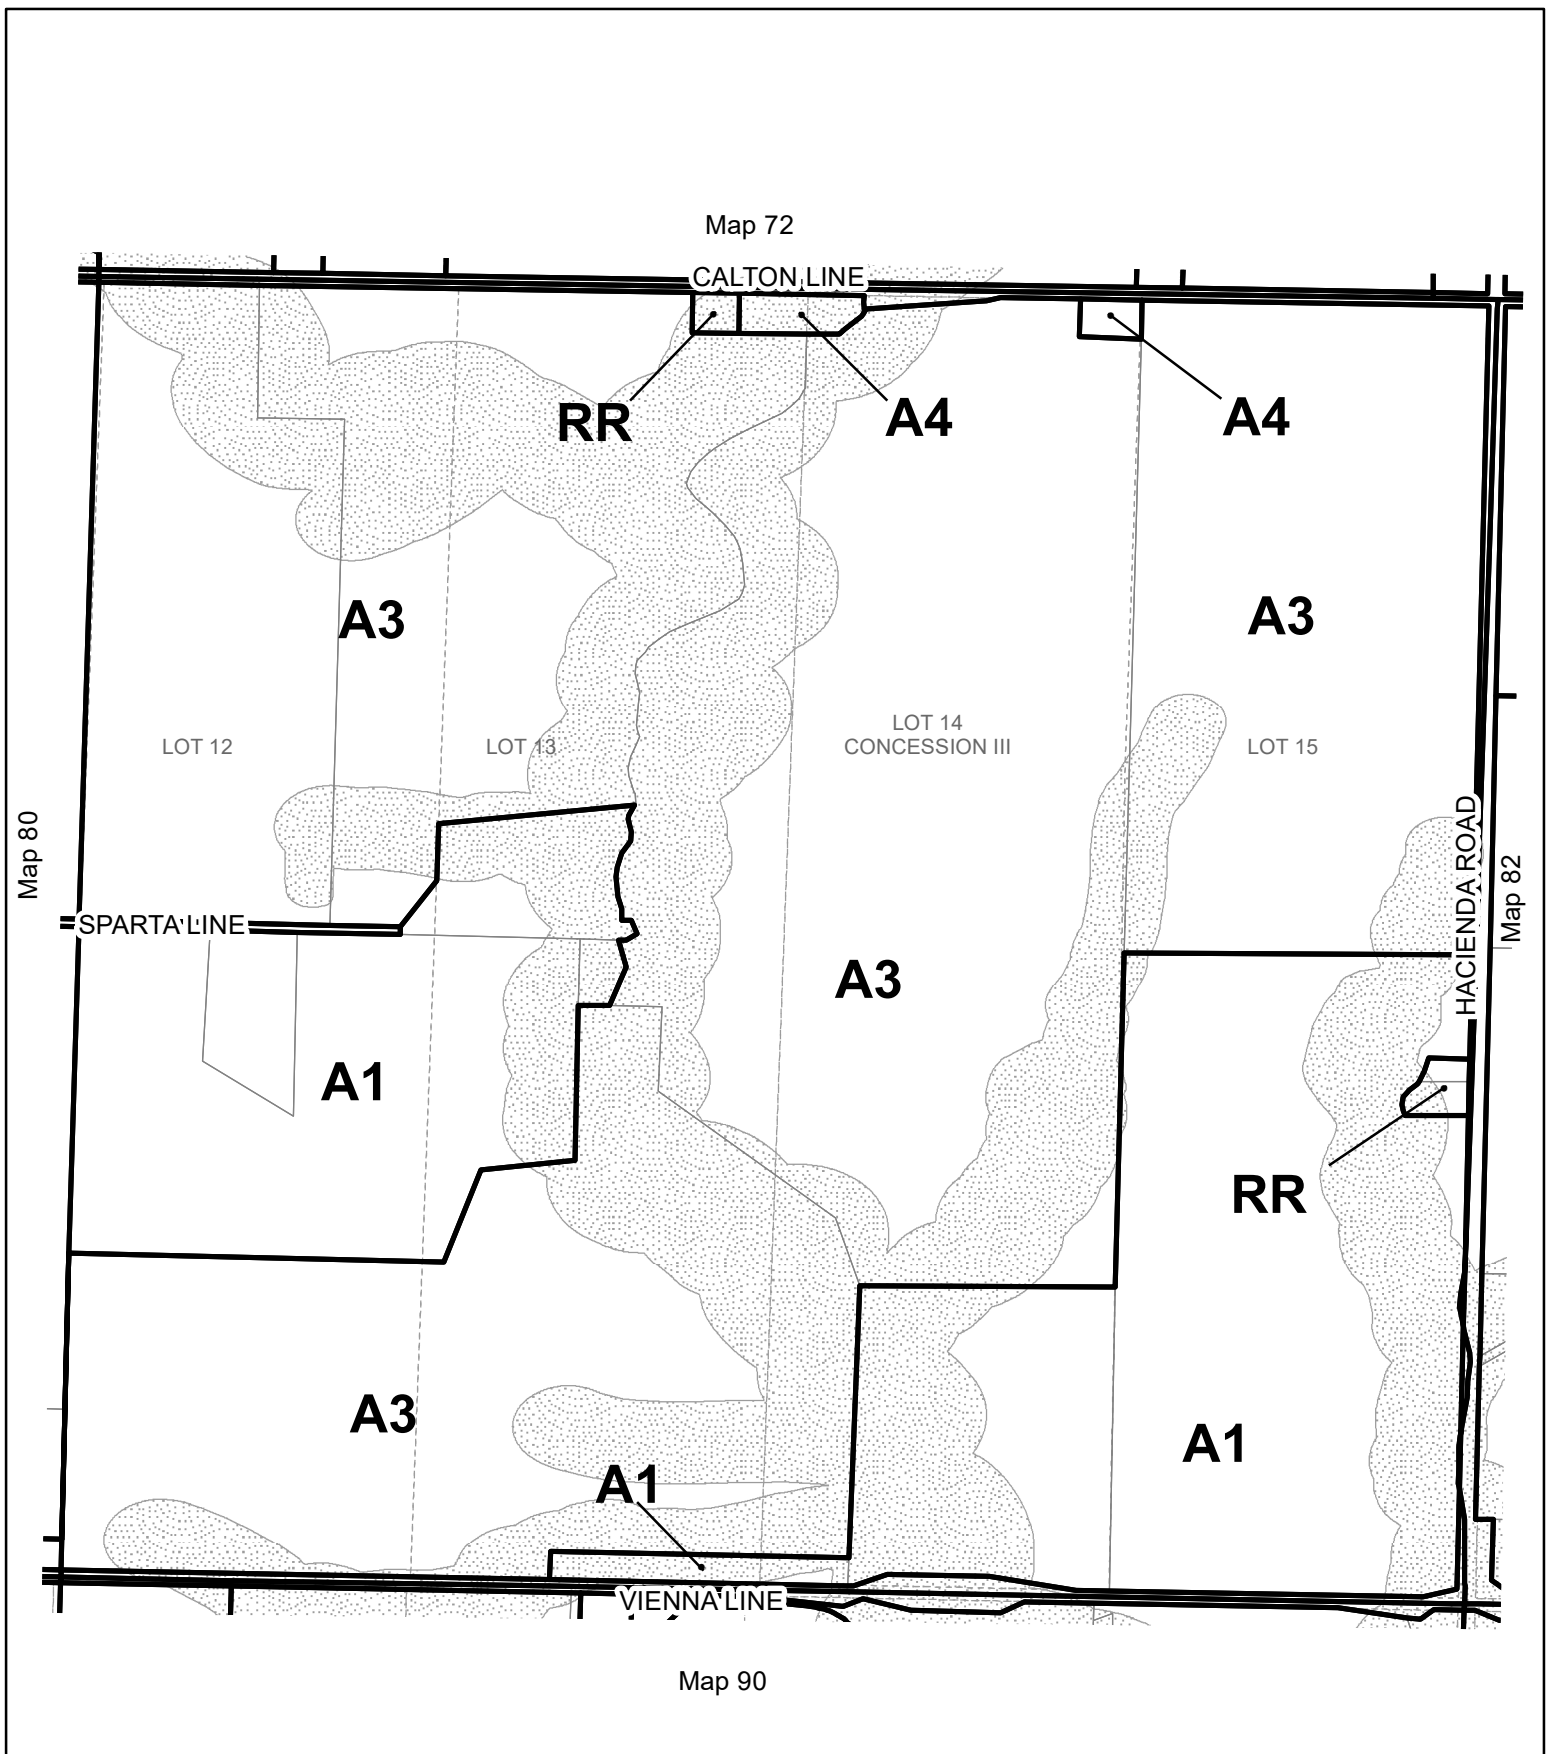 Map 72
CALTON LINE
RR
A4
A4
A3
A3
LOT 12
LOT 13
LOT 14
CONCESSION III
LOT 15
Map 80
HACIENDA ROAD
Map 82
SPARTA LINE
A3
A1
RR
A3
A1
A1
VIENNA LINE
Map 90